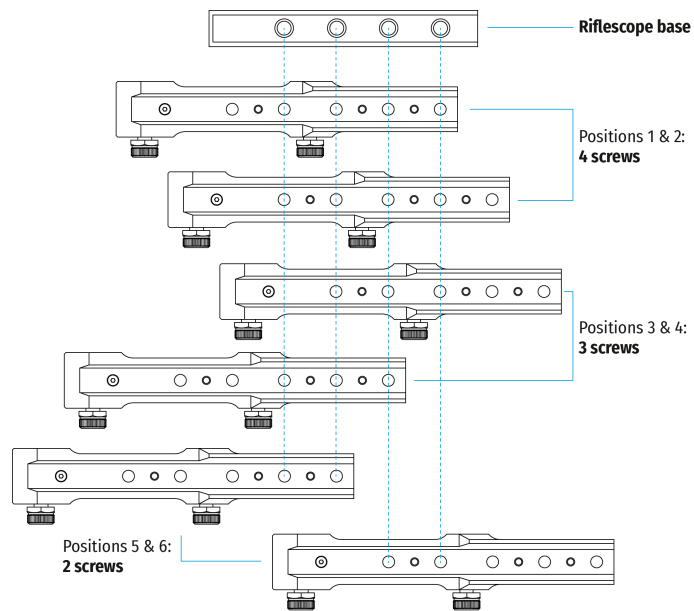 Riflescope base
Positions 1 & 2:
4 screws
Positions 3 & 4:
3 screws
Positions 5 & 6:
2 screws